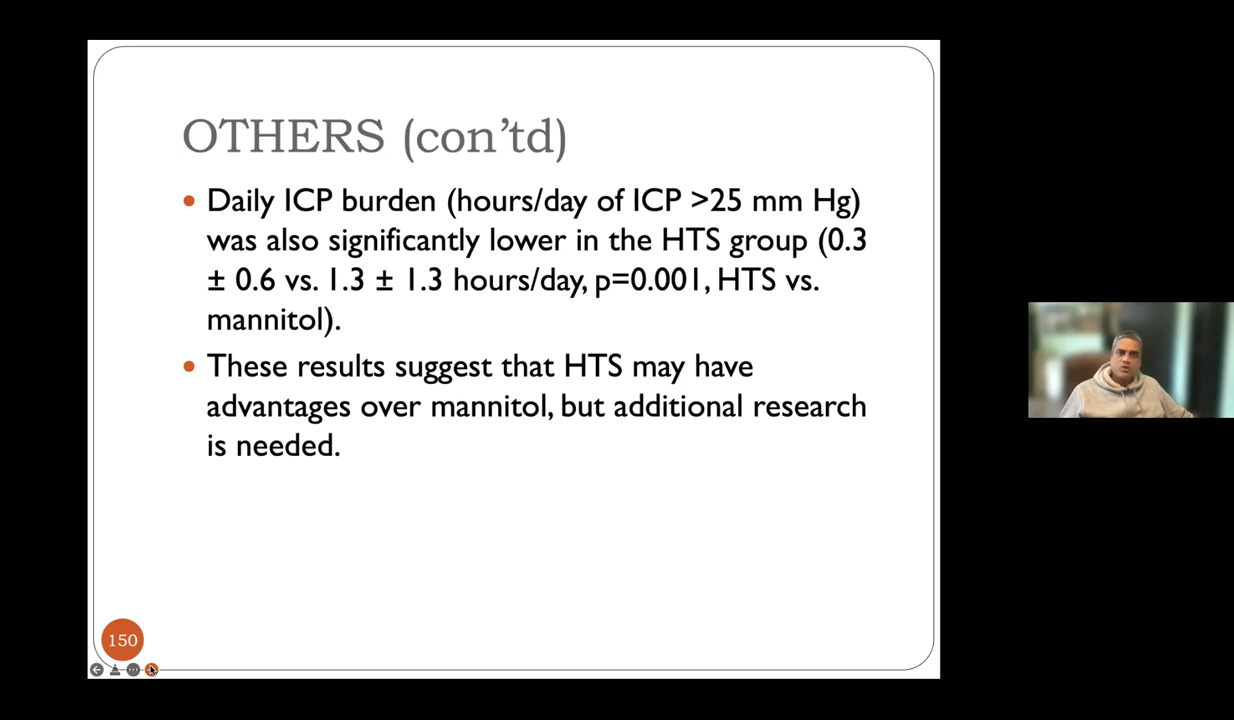 OTHERS (con’td)
• Daily ICP burden (hours/day of ICP >25 mm Hg)
was also significantly lower in the HTS group (0.3
± 0.6 vs. 1.3 ± 1.3 hours/day, p=0.001, HTS vs.
mannitol).
• These results suggest that HTS may have
advantages over mannitol, but additional research
is needed.
150